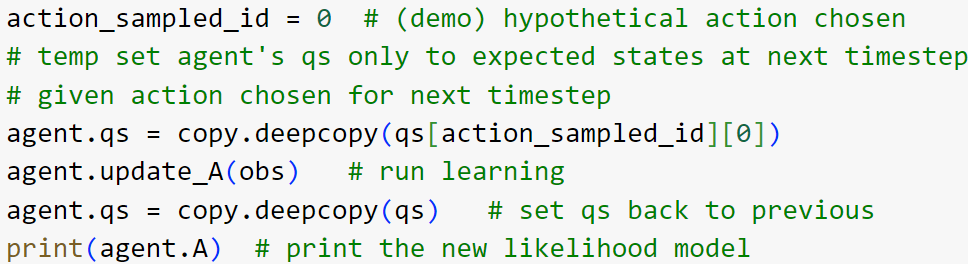 action_sampled_id = 0  # (demo) hypothetical action chosen
# temp set agent's qs only to expected states at next timestep
# given action chosen for next timestep
agent.qs = copy.deepcopy(qs[action_sampled_id][0])
agent.update_A(obs)   # run learning
agent.qs = copy.deepcopy(qs)   # set qs back to previous
print(agent.A)  # print the new likelihood model